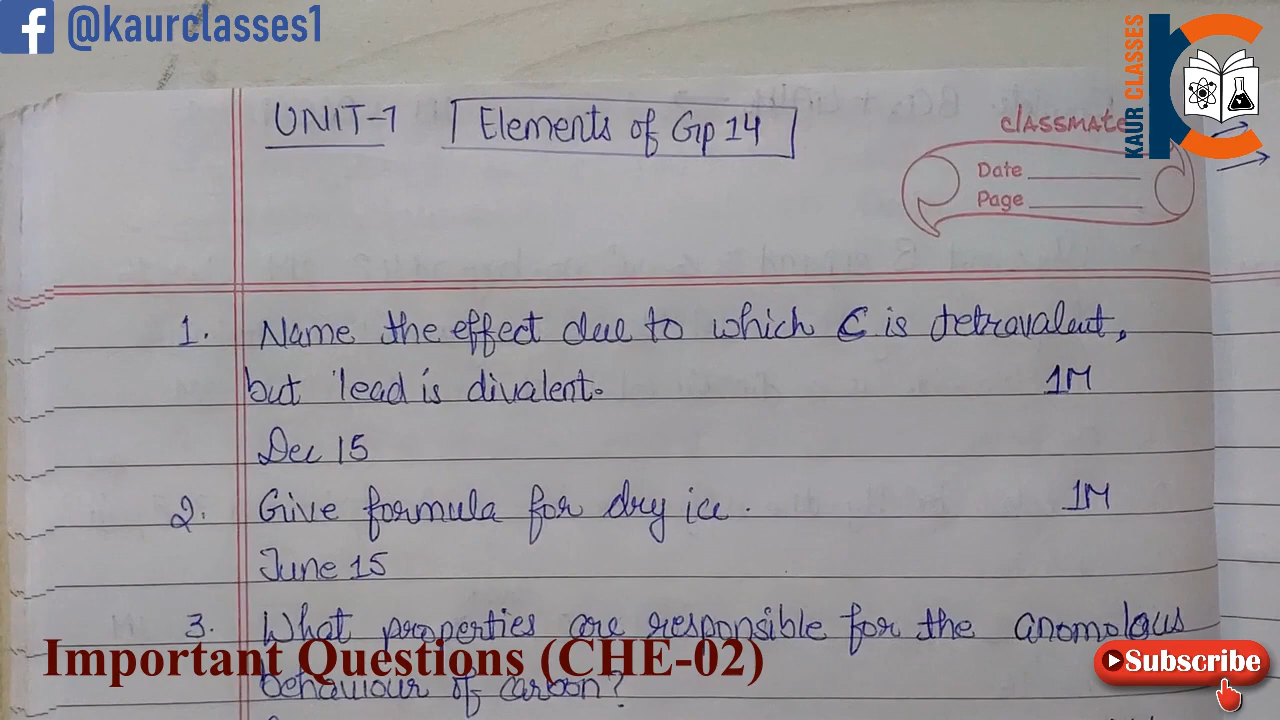 f @kaurclasses1
KAUR CLASSES
UNIT-7 Elements of Gp 14
classmate
Date
Page
1. Name the effect due to which C is tetravalent,
but lead is divalent. 1M
Dec 15
2. Give formula for dry ice. 1M
June 15
3. What properties are responsible for the anomolous
behaviour of carbon?
Important Questions (CHE-02)
Subscribe